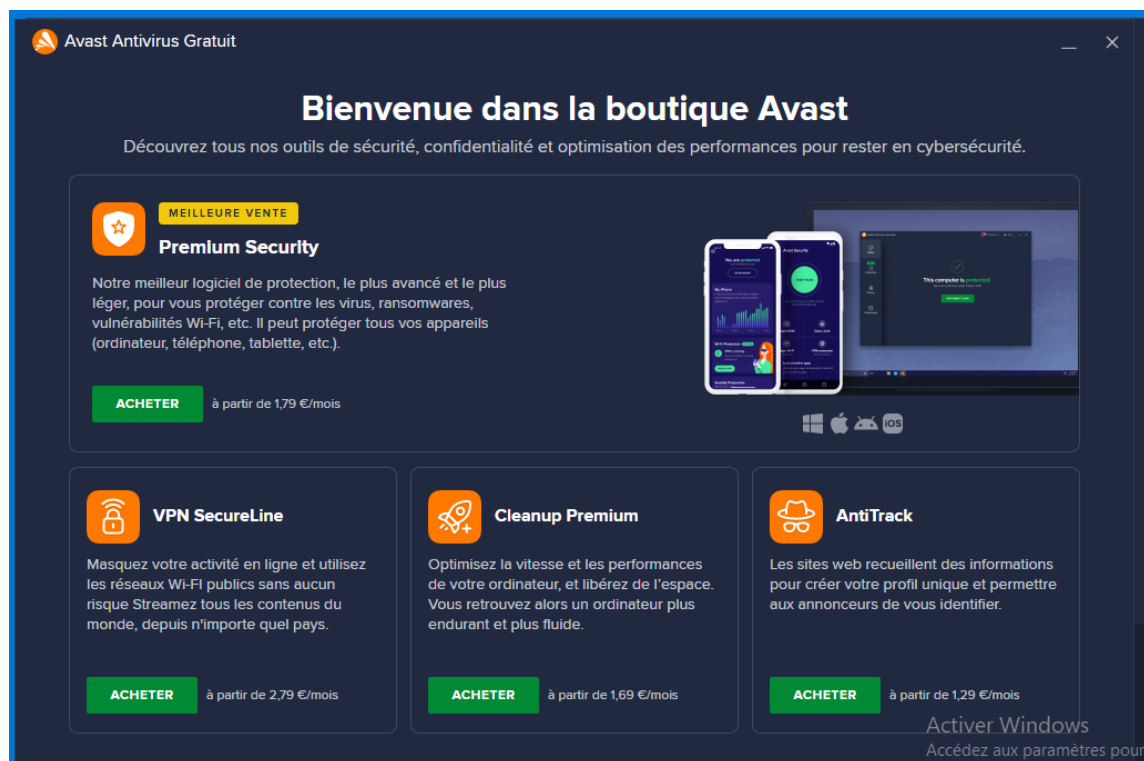 Avast Antivirus Gratuit
Bienvenue dans la boutique Avast
Découvrez tous nos outils de sécurité, confidentialité et optimisation des performances pour rester en cybersécurité.
MEILLEURE VENTE
Premium Security
Notre meilleur logiciel de protection, le plus avancé et le plus
léger, pour vous protéger contre les virus, ransomwares,
vulnérabilités Wi-Fi, etc. Il peut protéger tous vos appareils
(ordinateur, téléphone, tablette, etc.).
ACHETER à partir de 1,79 €/mois
You are protected
Avast Security
This computer is protected
iOS
VPN SecureLine
Masquez votre activité en ligne et utilisez
les réseaux Wi-FI publics sans aucun
risque Streamez tous les contenus du
monde, depuis n'importe quel pays.
ACHETER à partir de 2,79 €/mois
Cleanup Premium
Optimisez la vitesse et les performances
de votre ordinateur, et libérez de l'espace.
Vous retrouvez alors un ordinateur plus
endurant et plus fluide.
ACHETER à partir de 1,69 €/mois
AntiTrack
Les sites web recueillent des informations
pour créer votre profil unique et permettre
aux annonceurs de vous identifier.
ACHETER à partir de 1,29 €/mois
Activer Windows
Accédez aux paramètres pour